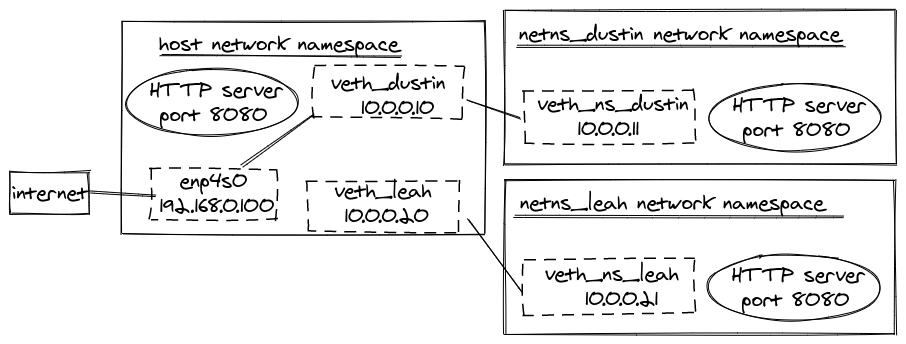 host network namespace
HTTP server
port 8080
veth_dustin
10.0.0.10
enp4s0
192.168.0.100
veth_leah
10.0.0.20
internet
netns_dustin network namespace
veth_ns_dustin
10.0.0.11
HTTP server
port 8080
netns_leah network namespace
veth_ns_leah
10.0.0.21
HTTP server
port 8080